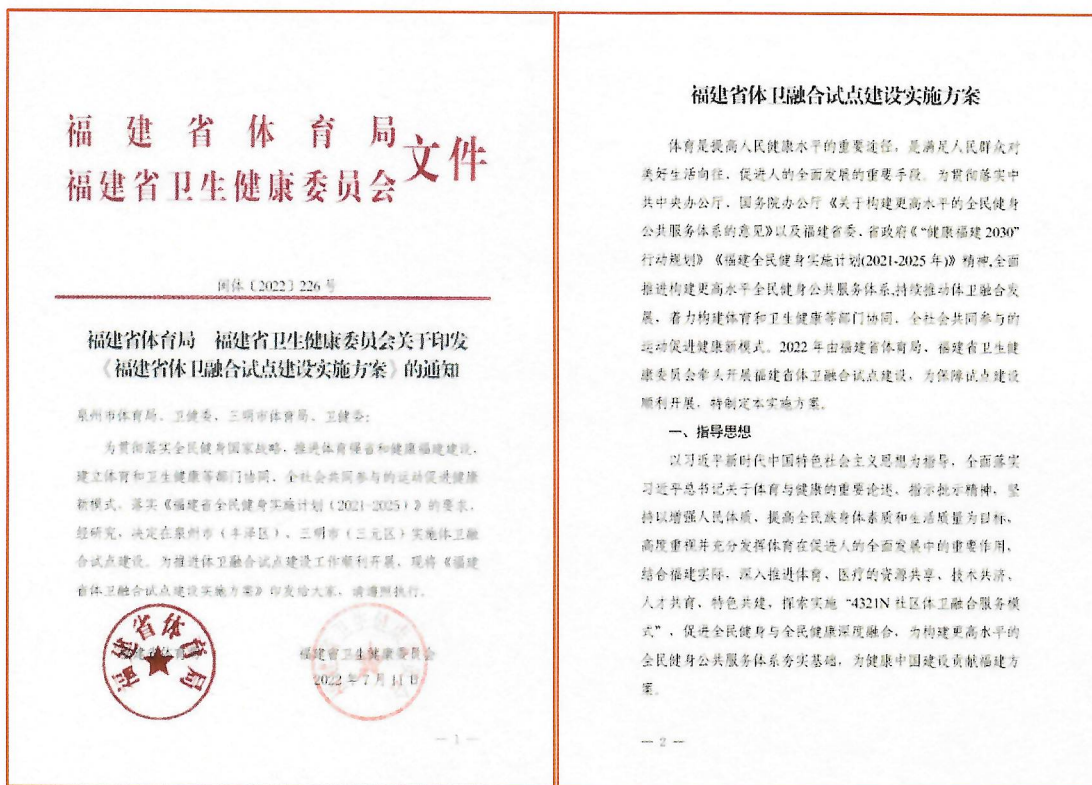 福建省体育局
福建省卫生健康委员会
文件
闽体〔2022〕226号
福建省体育局 福建省卫生健康委员会关于印发
《福建省体卫融合试点建设实施方案》的通知
泉州市体育局、卫健委，三明市体育局、卫健委：
为贯彻落实全民健身国家战略，推进体育强省和健康福建建设，
建立体育和卫生健康等部门协同、全社会共同参与的运动促进健康
新模式，落实《福建省全民健身实施计划（2021-2025）》的要求，
经研究，决定在泉州市（丰泽区）、三明市（三元区）实施体卫融
合试点建设。为推进体卫融合试点建设工作顺利开展，现将《福建
省体卫融合试点建设实施方案》印发给大家，请遵照执行。
福建省体育局
福建省体育局
福建省卫生健康委员会
2022年7月11日
— 1 —
福建省体卫融合试点建设实施方案
体育是提高人民健康水平的重要途径，是满足人民群众对
美好生活向往、促进人的全面发展的重要手段。为贯彻落实中
共中央办公厅、国务院办公厅《关于构建更高水平的全民健身
公共服务体系的意见》以及福建省委、省政府《“健康福建2030”
行动规划》《福建全民健身实施计划(2021-2025年)》精神,全面
推进构建更高水平全民健身公共服务体系,持续推动体卫融合发
展，着力构建体育和卫生健康等部门协同、全社会共同参与的
运动促进健康新模式。2022年由福建省体育局、福建省卫生健
康委员会牵头开展福建省体卫融合试点建设，为保障试点建设
顺利开展，特制定本实施方案。
一、指导思想
以习近平新时代中国特色社会主义思想为指导，全面落实
习近平总书记关于体育与健康的重要论述、指示批示精神，坚
持以增强人民体质、提高全民族身体素质和生活质量为目标，
高度重视并充分发挥体育在促进人的全面发展中的重要作用，
结合福建实际，深入推进体育、医疗的资源共享、技术共济、
人才共育、特色共建，探索实施“4321N社区体卫融合服务模
式”，促进全民健身与全民健康深度融合，为构建更高水平的
全民健身公共服务体系夯实基础，为健康中国建设贡献福建方
案。
— 2 —